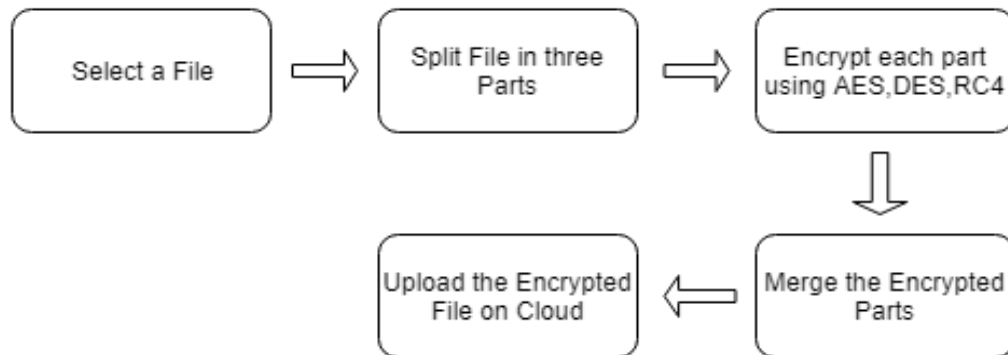 Select a File
Split File in three
Parts
Encrypt each part
using AES,DES,RC4
Merge the Encrypted
Parts
Upload the Encrypted
File on Cloud